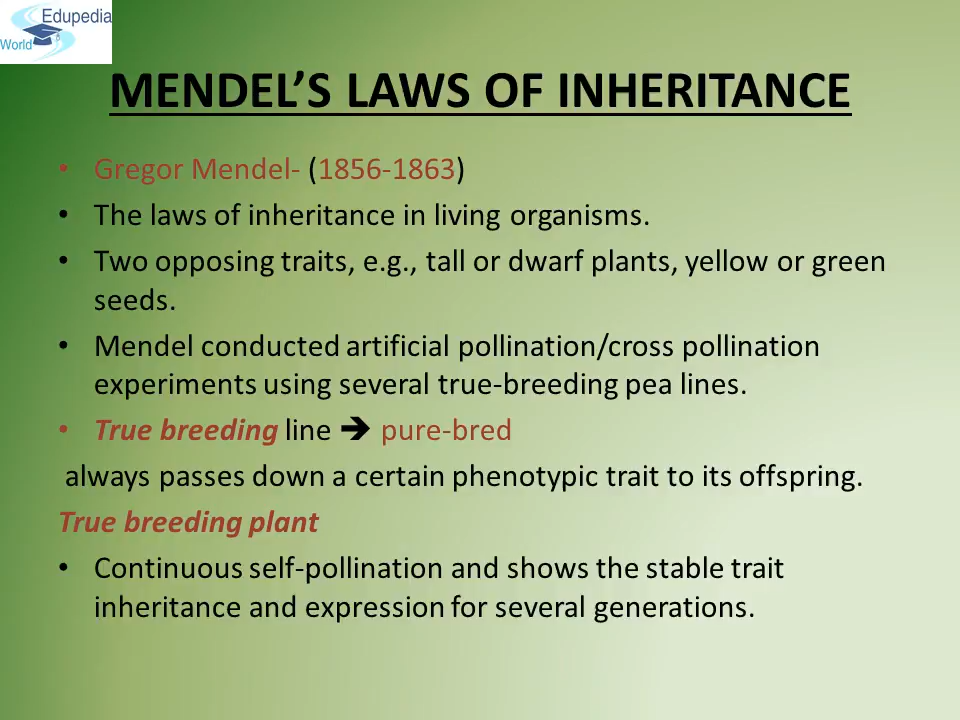 Edupedia
World
MENDEL’S LAWS OF INHERITANCE
• Gregor Mendel- (1856-1863)
• The laws of inheritance in living organisms.
• Two opposing traits, e.g., tall or dwarf plants, yellow or green
seeds.
• Mendel conducted artificial pollination/cross pollination
experiments using several true-breeding pea lines.
• True breeding line ➔ pure-bred
always passes down a certain phenotypic trait to its offspring.
True breeding plant
• Continuous self-pollination and shows the stable trait
inheritance and expression for several generations.